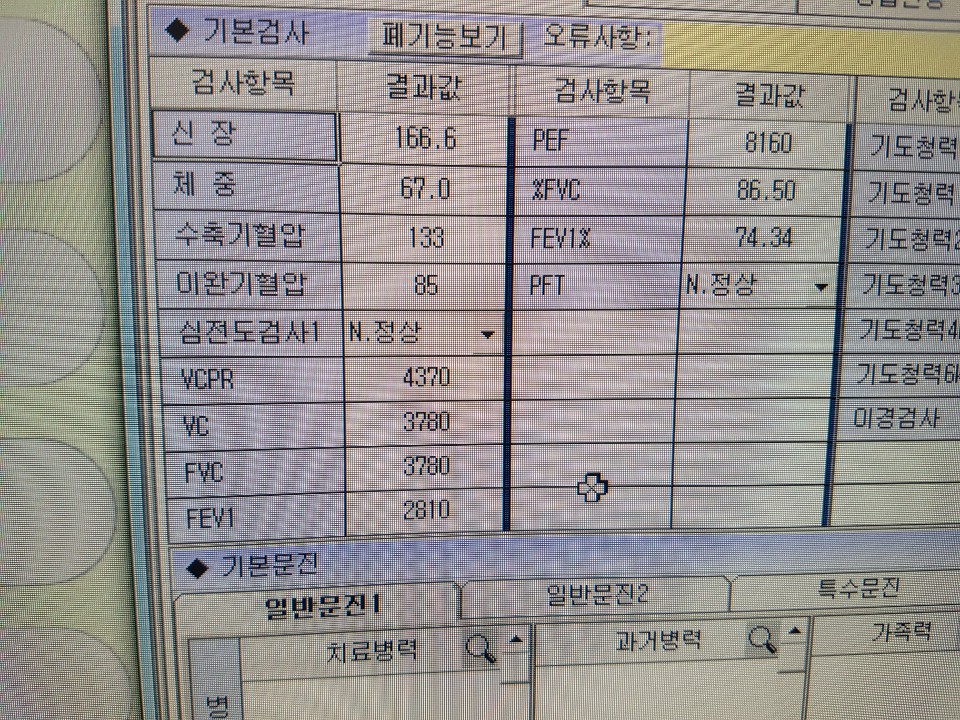 ◆ 기본검사 폐기능보기 오류사항:
검사항목 결과값 검사항목 결과값
신 장 166.6 PEF 8160 기도청력
체 중 67.0 %FVC 86.50 기도청력
수축기혈압 133 FEV1% 74.34 기도청력2
이완기혈압 85 PFT N.정상 기도청력3
심전도검사1 N.정상 기도청력4
VCPR 4370 기도청력6
VC 3780 이경검사
FVC 3780
FEV1 2810
◆ 기본문진
일반문진1 일반문진2 특수문진
치료병력 과거병력 가족력
병